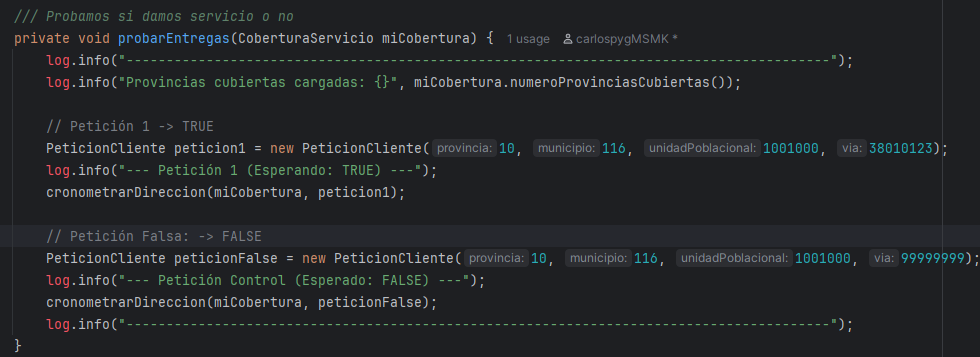 /// Probamos si damos servicio o no
private void probarEntregas(CoberturaServicio miCobertura) { 1 usage carlospygMSMK *
log.info("--------------------------------------------------------------------------------------");
log.info("Provincias cubiertas cargadas: {}", miCobertura.numeroProvinciasCubiertas());
// Petición 1 -> TRUE
PeticionCliente peticion1 = new PeticionCliente( provincia: 10, municipio: 116, unidadPoblacional: 1001000, via: 38010123);
log.info("--- Petición 1 (Esperando: TRUE) ---");
cronometrarDireccion(miCobertura, peticion1);
// Petición Falsa: -> FALSE
PeticionCliente peticionFalse = new PeticionCliente( provincia: 10, municipio: 116, unidadPoblacional: 1001000, via: 99999999);
log.info("--- Petición Control (Esperado: FALSE) ---");
cronometrarDireccion(miCobertura, peticionFalse);
log.info("--------------------------------------------------------------------------------------");
}